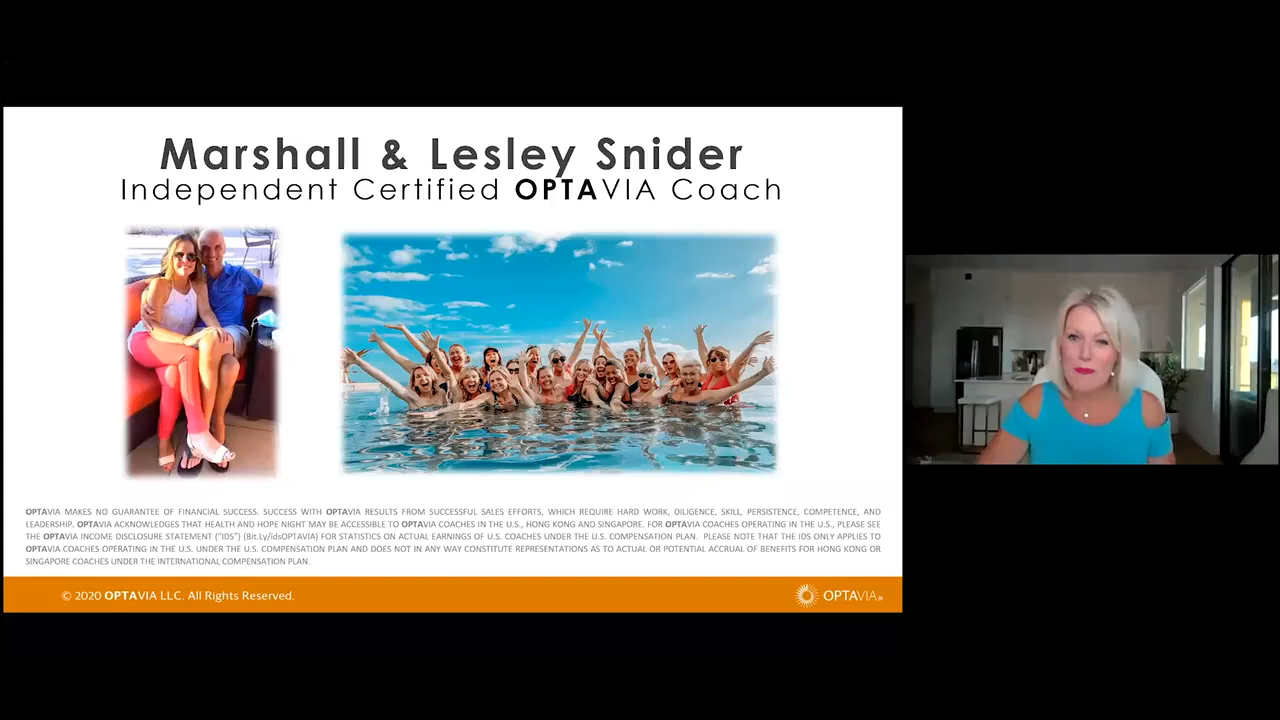 Marshall & Lesley Snider
Independent Certified OPTAVIA Coach
OPTAVIA MAKES NO GUARANTEE OF FINANCIAL SUCCESS. SUCCESS WITH OPTAVIA RESULTS FROM SUCCESSFUL SALES EFFORTS, WHICH REQUIRE HARD WORK, DILIGENCE, SKILL, PERSISTENCE, COMPETENCE, AND
LEADERSHIP. OPTAVIA ACKNOWLEDGES THAT HEALTH AND HOPE NIGHT MAY BE ACCESSIBLE TO OPTAVIA COACHES IN THE U.S., HONG KONG AND SINGAPORE. FOR OPTAVIA COACHES OPERATING IN THE U.S., PLEASE SEE
THE OPTAVIA INCOME DISCLOSURE STATEMENT ("IDS") (Bit.Ly/idsOPTAVIA) FOR STATISTICS ON ACTUAL EARNINGS OF U.S. COACHES UNDER THE U.S. COMPENSATION PLAN. PLEASE NOTE THAT THE IDS ONLY APPLIES TO
OPTAVIA COACHES OPERATING IN THE U.S. UNDER THE U.S. COMPENSATION PLAN AND DOES NOT IN ANY WAY CONSTITUTE REPRESENTATIONS AS TO ACTUAL OR POTENTIAL ACCRUAL OF BENEFITS FOR HONG KONG OR
SINGAPORE COACHES UNDER THE INTERNATIONAL COMPENSATION PLAN.
© 2020 OPTAVIA LLC. All Rights Reserved.
OPTAVIA®